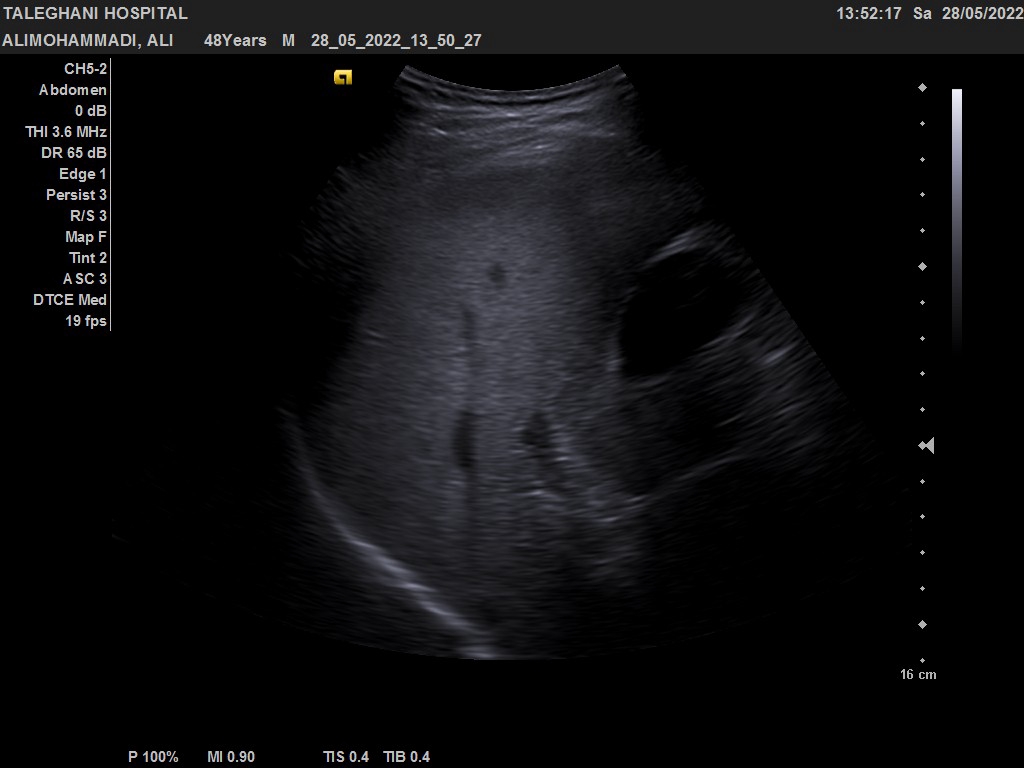 TALEGHANI HOSPITAL 13:52:17 Sa 28/05/2022
ALIMOHAMMADI, ALI 48Years M 28_05_2022_13_50_27
CH5-2
Abdomen
0 dB
THI 3.6 MHz
DR 65 dB
Edge 1
Persist 3
R/S 3
Map F
Tint 2
ASC 3
DTCE Med
19 fps
16 cm
P 100% MI 0.90 TIS 0.4 TIB 0.4